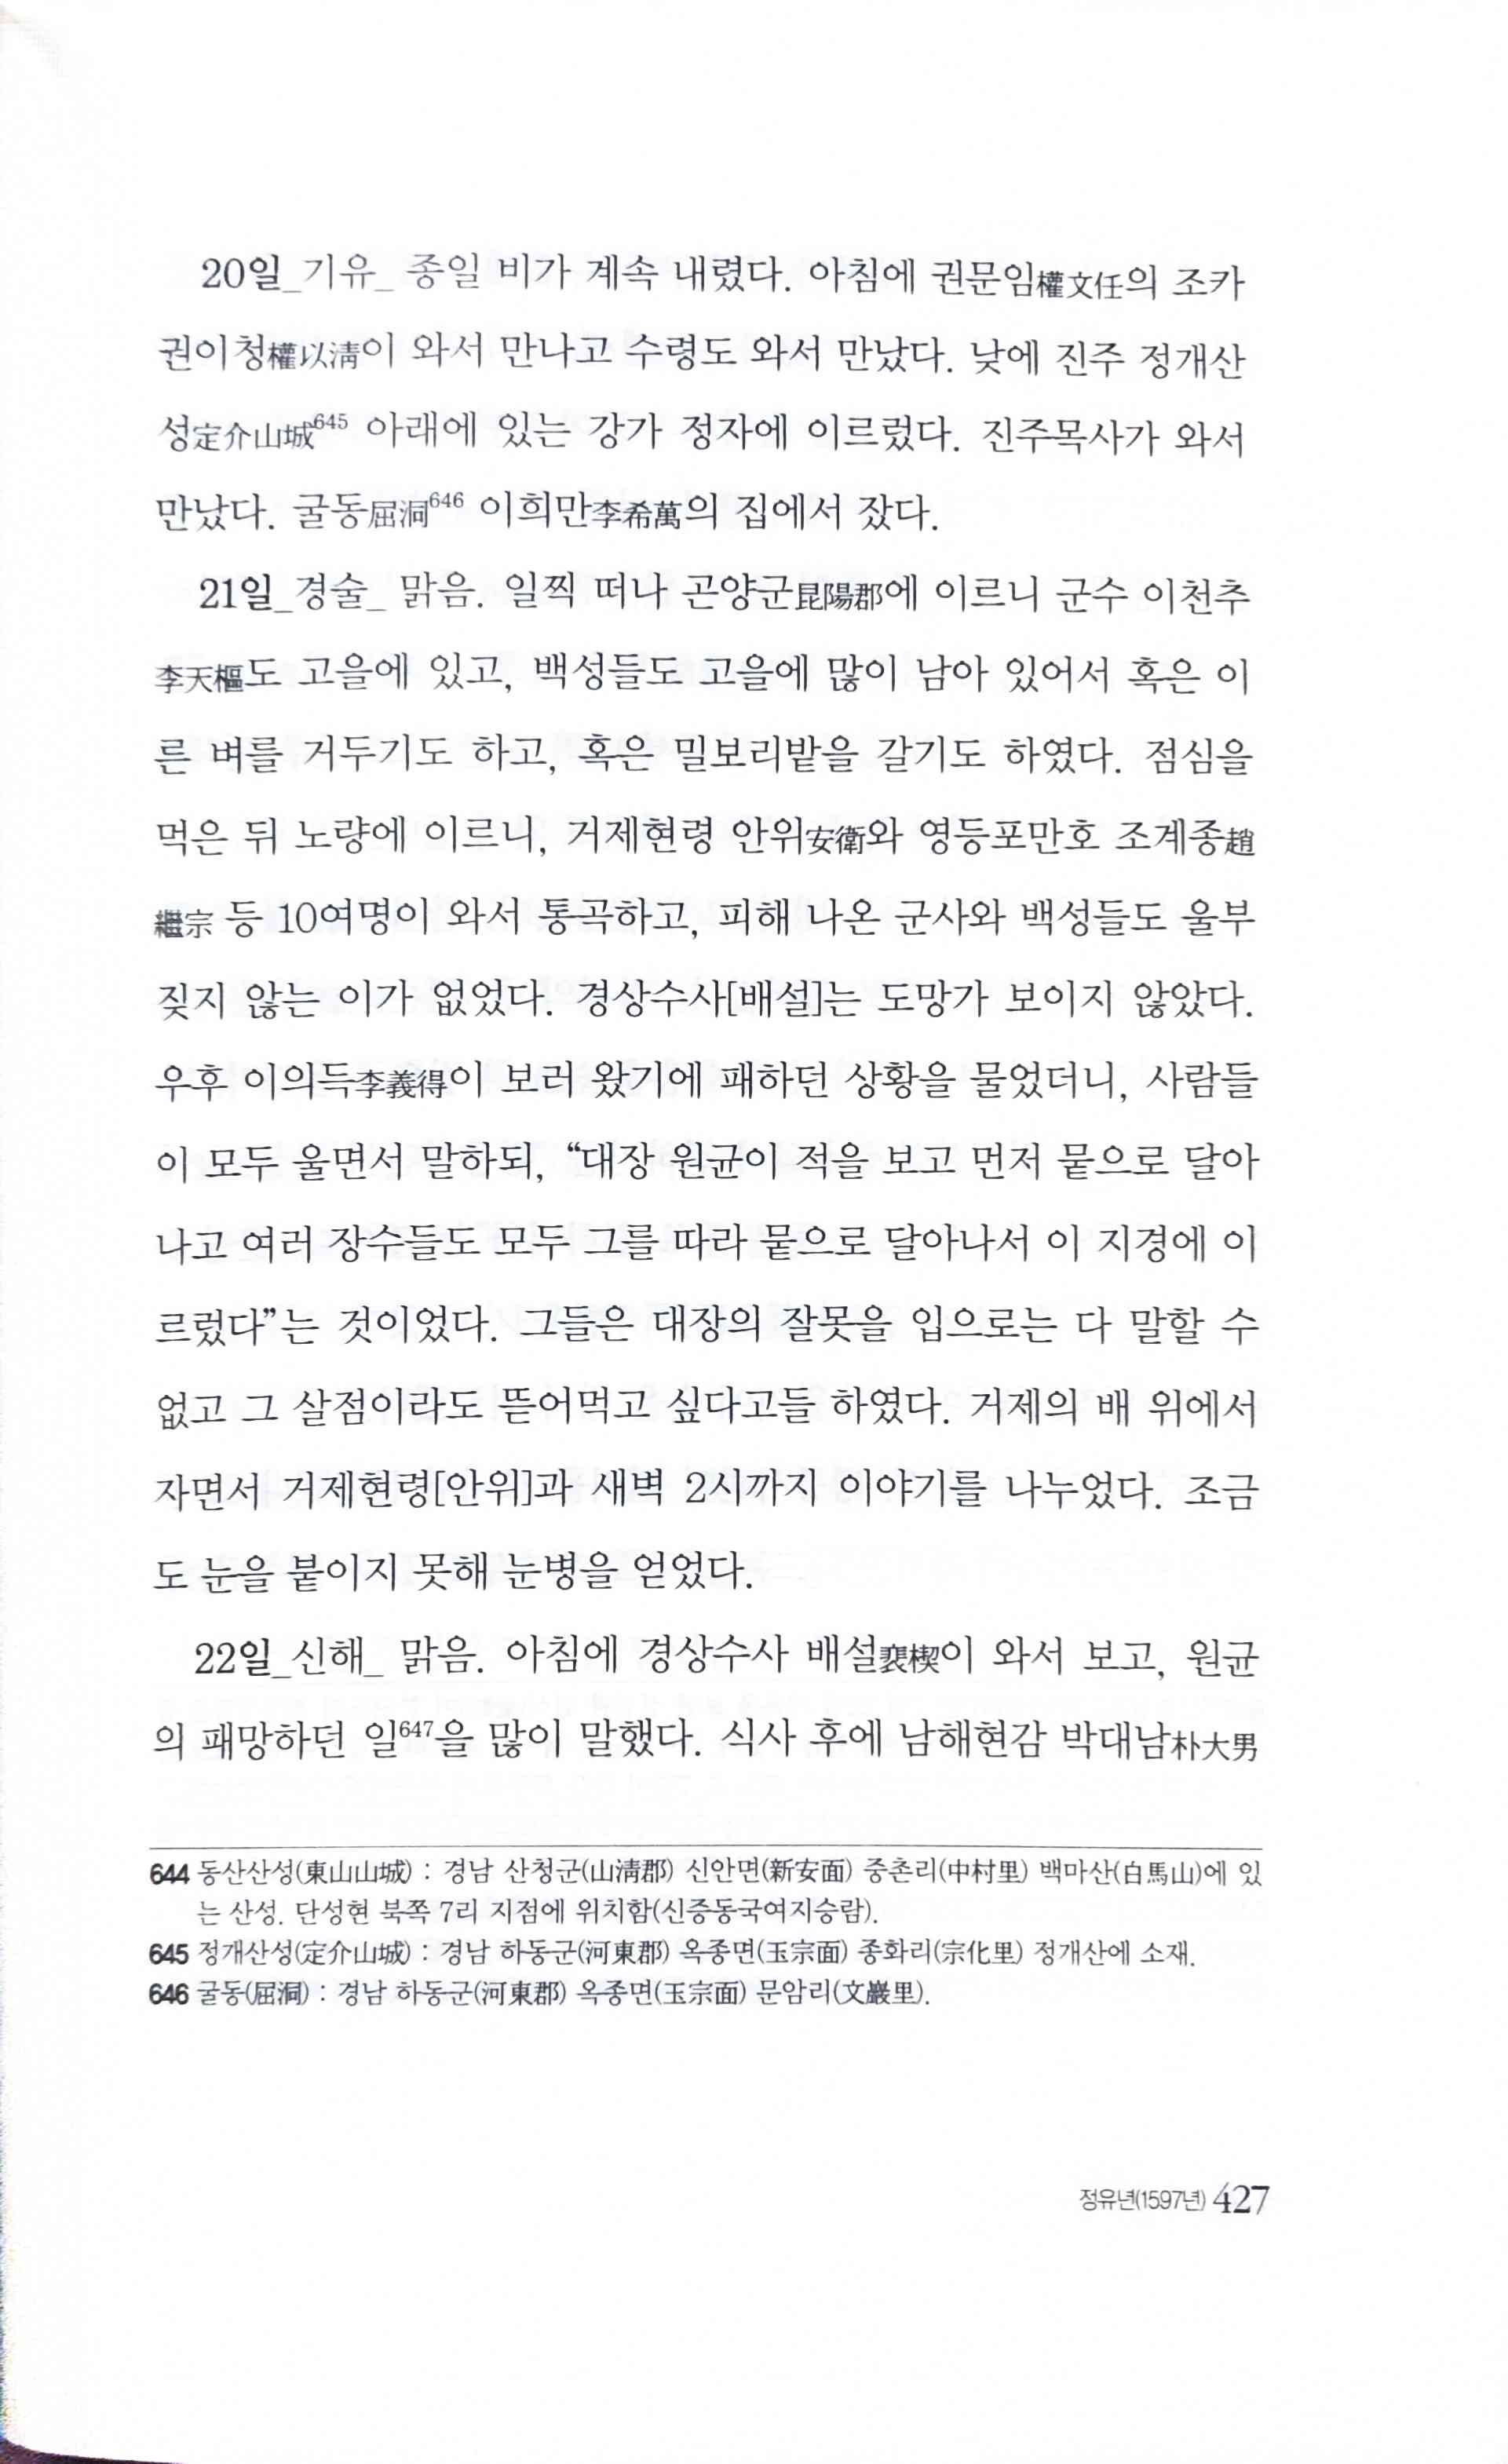 20일_기유_ 종일 비가 계속 내렸다. 아침에 권문임權文任의 조카
권이청權以淸이 와서 만나고 수령도 와서 만났다. 낮에 진주 정개산
성定介山城645 아래에 있는 강가 정자에 이르렀다. 진주목사가 와서
만났다. 굴동屈洞646 이희만李希萬의 집에서 잤다.
21일_경술_ 맑음. 일찍 떠나 곤양군昆陽郡에 이르니 군수 이천추
李天樞도 고을에 있고, 백성들도 고을에 많이 남아 있어서 혹은 이
른 벼를 거두기도 하고, 혹은 밀보리밭을 갈기도 하였다. 점심을
먹은 뒤 노량에 이르니, 거제현령 안위安衛와 영등포만호 조계종趙
繼宗 등 10여명이 와서 통곡하고, 피해 나온 군사와 백성들도 울부
짖지 않는 이가 없었다. 경상수사[배설]는 도망가 보이지 않았다.
우후 이의득李義得이 보러 왔기에 패하던 상황을 물었더니, 사람들
이 모두 울면서 말하되, “대장 원균이 적을 보고 먼저 뭍으로 달아
나고 여러 장수들도 모두 그를 따라 뭍으로 달아나서 이 지경에 이
르렀다”는 것이었다. 그들은 대장의 잘못을 입으로는 다 말할 수
없고 그 살점이라도 뜯어먹고 싶다고들 하였다. 거제의 배 위에서
자면서 거제현령[안위]과 새벽 2시까지 이야기를 나누었다. 조금
도 눈을 붙이지 못해 눈병을 얻었다.
22일_신해_ 맑음. 아침에 경상수사 배설裵楔이 와서 보고, 원균
의 패망하던 일647을 많이 말했다. 식사 후에 남해현감 박대남朴大男
644 동산산성(東山山城) : 경남 산청군(山淸郡) 신안면(新安面) 중촌리(中村里) 백마산(白馬山)에 있
는 산성. 단성현 북쪽 7리 지점에 위치함(신증동국여지승람).
645 정개산성(定介山城) : 경남 하동군(河東郡) 옥종면(玉宗面) 종화리(宗化里) 정개산에 소재.
646 굴동(屈洞) : 경남 하동군(河東郡) 옥종면(玉宗面) 문암리(文巖里).
정유년(1597년) 427